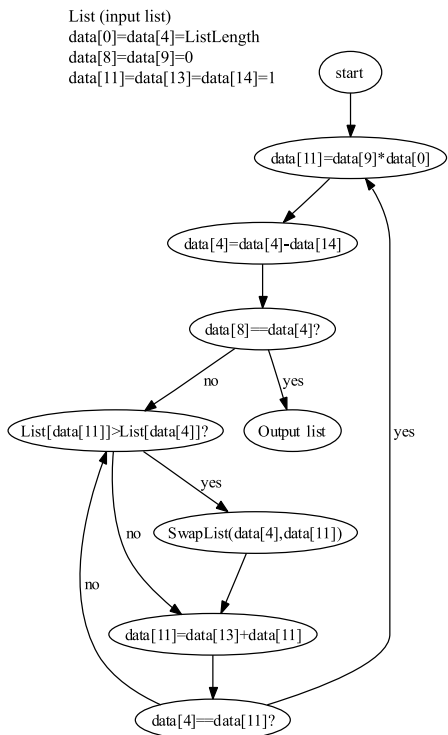 List (input list)
data[0]=data[4]=ListLength
data[8]=data[9]=0
data[11]=data[13]=data[14]=1
start
data[11]=data[9]*data[0]
data[4]=data[4]-data[14]
data[8]==data[4]?
no
yes
List[data[11]]>List[data[4]]?
Output list
yes
yes
SwapList(data[4],data[11])
no
no
data[11]=data[13]+data[11]
data[4]==data[11]?